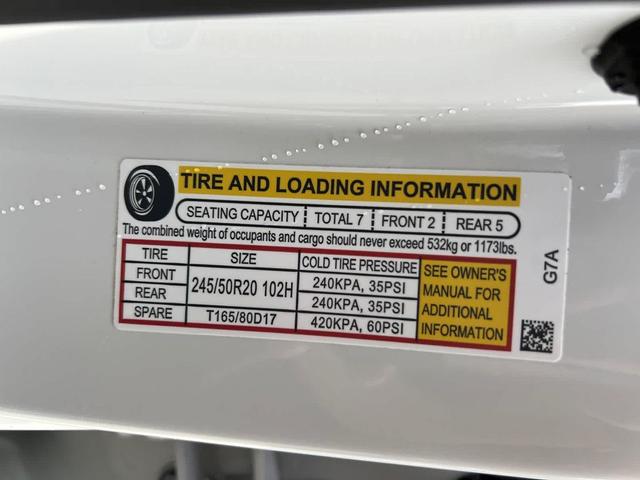 TIRE AND LOADING INFORMATION
SEATING CAPACITY TOTAL 7 FRONT 2 REAR 5
The combined weight of occupants and cargo should never exceed 532kg or 1173lbs.
TIRE SIZE COLD TIRE PRESSURE
FRONT 245/50R20 102H 240KPA, 35PSI
REAR 240KPA, 35PSI
SPARE T165/80D17 420KPA, 60PSI
SEE OWNER'S
MANUAL FOR
ADDITIONAL
INFORMATION
G7A